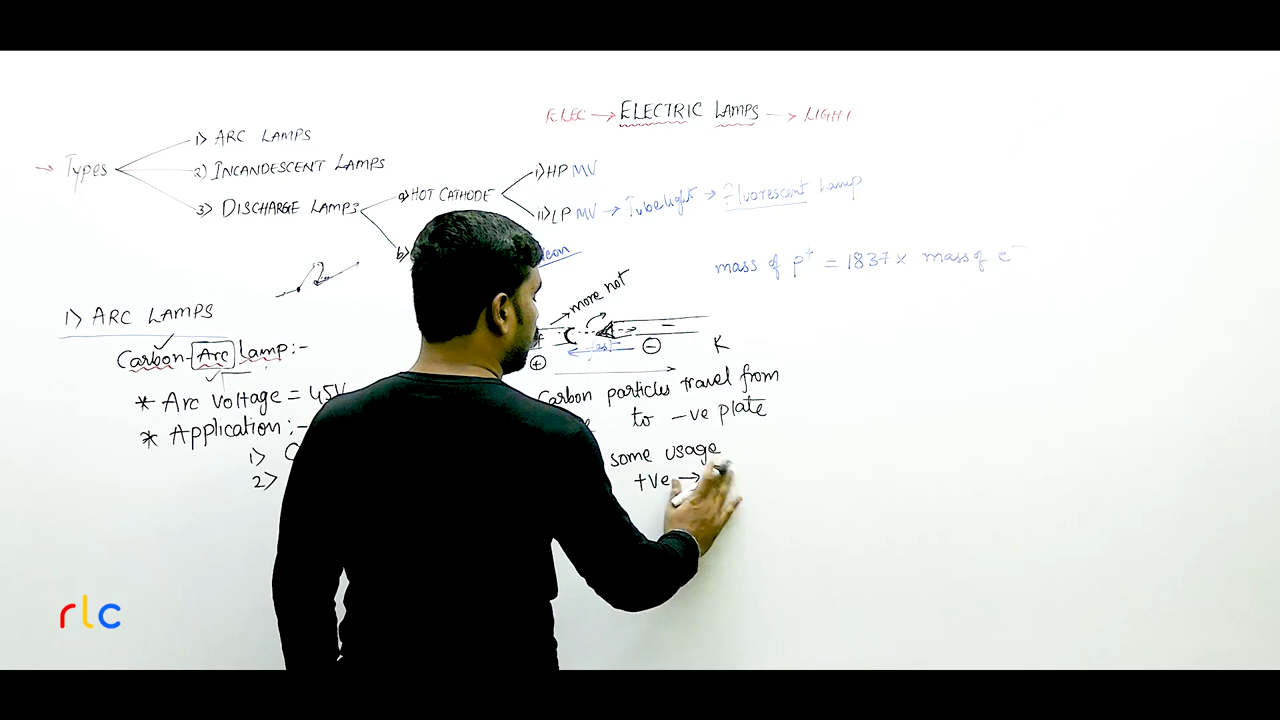 ELEC → ELECTRIC LAMPS → LIGHT
→ Types
1) ARC LAMPS
2) INCANDESCENT LAMPS
3) DISCHARGE LAMPS
a) HOT CATHODE
i) HP MV
ii) LP MV → Tubelight → Fluorescent Lamp
b)
mass of p+ = 1837 × mass of e-
1) ARC LAMPS
Carbon-Arc lamp:-
* Arc voltage = 45V
* Application:-
1)
2)
more hot
+
-
fast
K
Carbon particles travel from
to -ve plate
some usage
+ve →
rlc